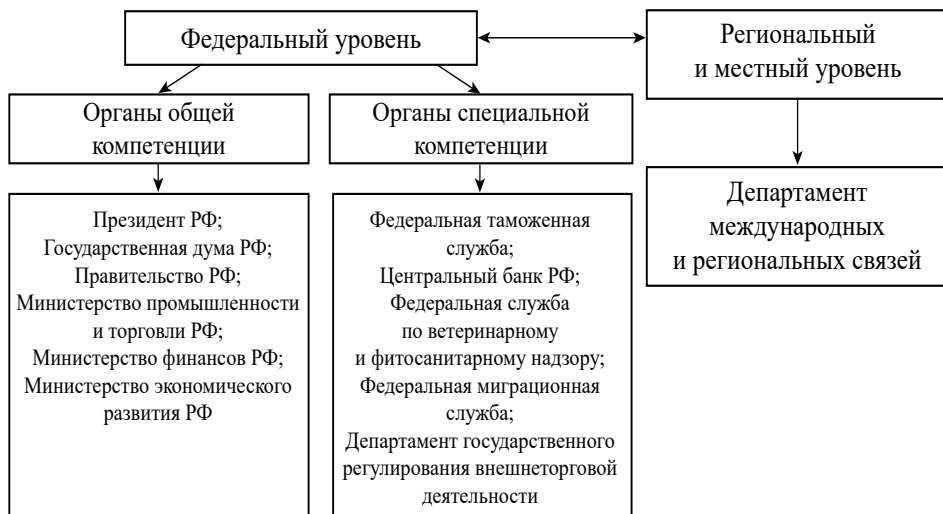 Федеральный уровень
Региональный
и местный уровень
Органы общей
компетенции
Органы специальной
компетенции
Президент РФ;
Государственная дума РФ;
Правительство РФ;
Министерство промышленности
и торговли РФ;
Министерство финансов РФ;
Министерство экономического
развития РФ
Федеральная таможенная
служба;
Центральный банк РФ;
Федеральная служба
по ветеринарному
и фитосанитарному надзору;
Федеральная миграционная
служба;
Департамент государственного
регулирования внешнеторговой
деятельности
Департамент
международных
и региональных связей